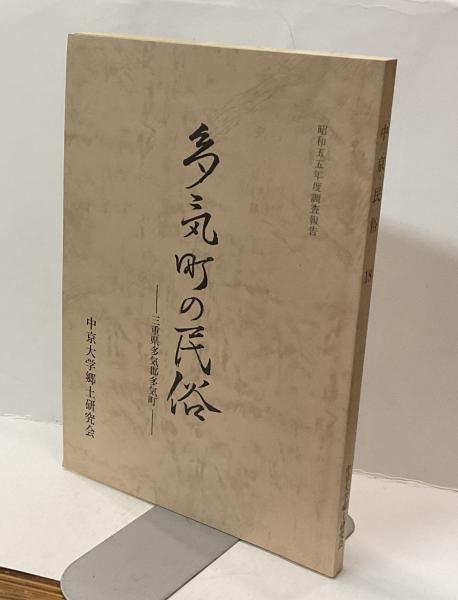 昭和五五年度調査報告
多気町の民俗
―三重県多気郡多気町―
中京大学郷土研究会
中京民俗 18